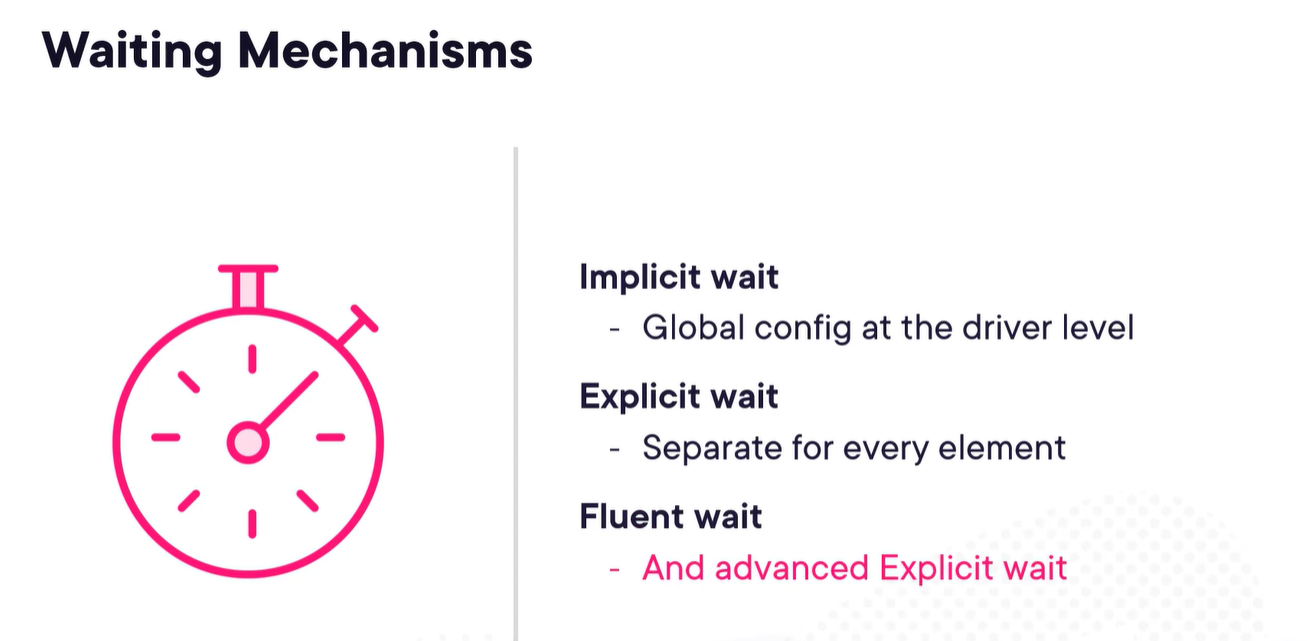 Waiting Mechanisms
Implicit wait
- Global config at the driver level
Explicit wait
- Separate for every element
Fluent wait
- And advanced Explicit wait